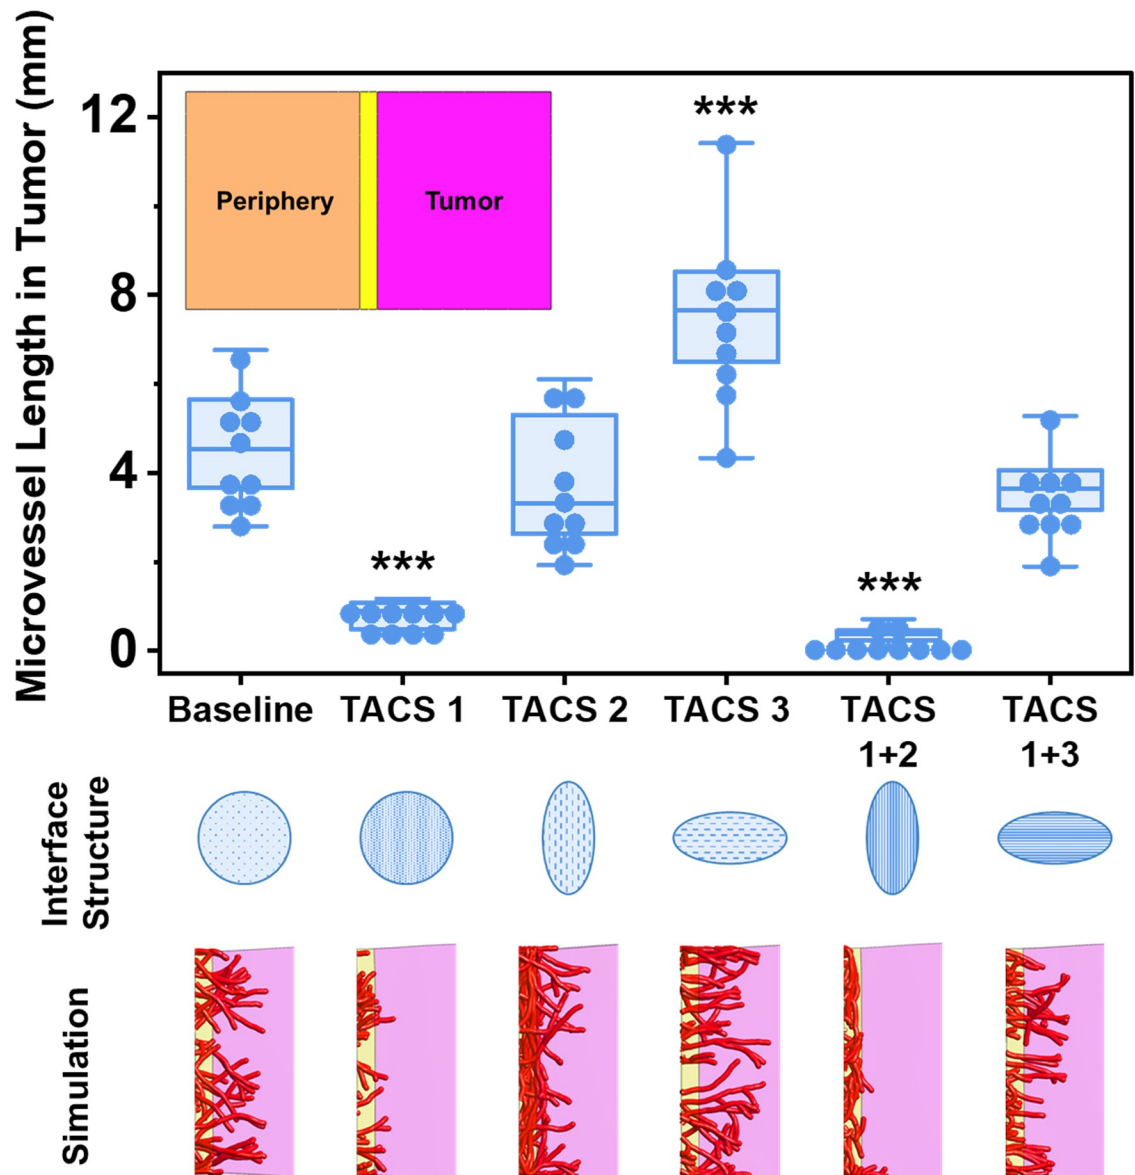 Microvessel Length in Tumor (mm)
12
8
4
0
Periphery
Tumor
***
***
***
Baseline
TACS 1
TACS 2
TACS 3
TACS
1+2
TACS
1+3
Interface
Structure
Simulation